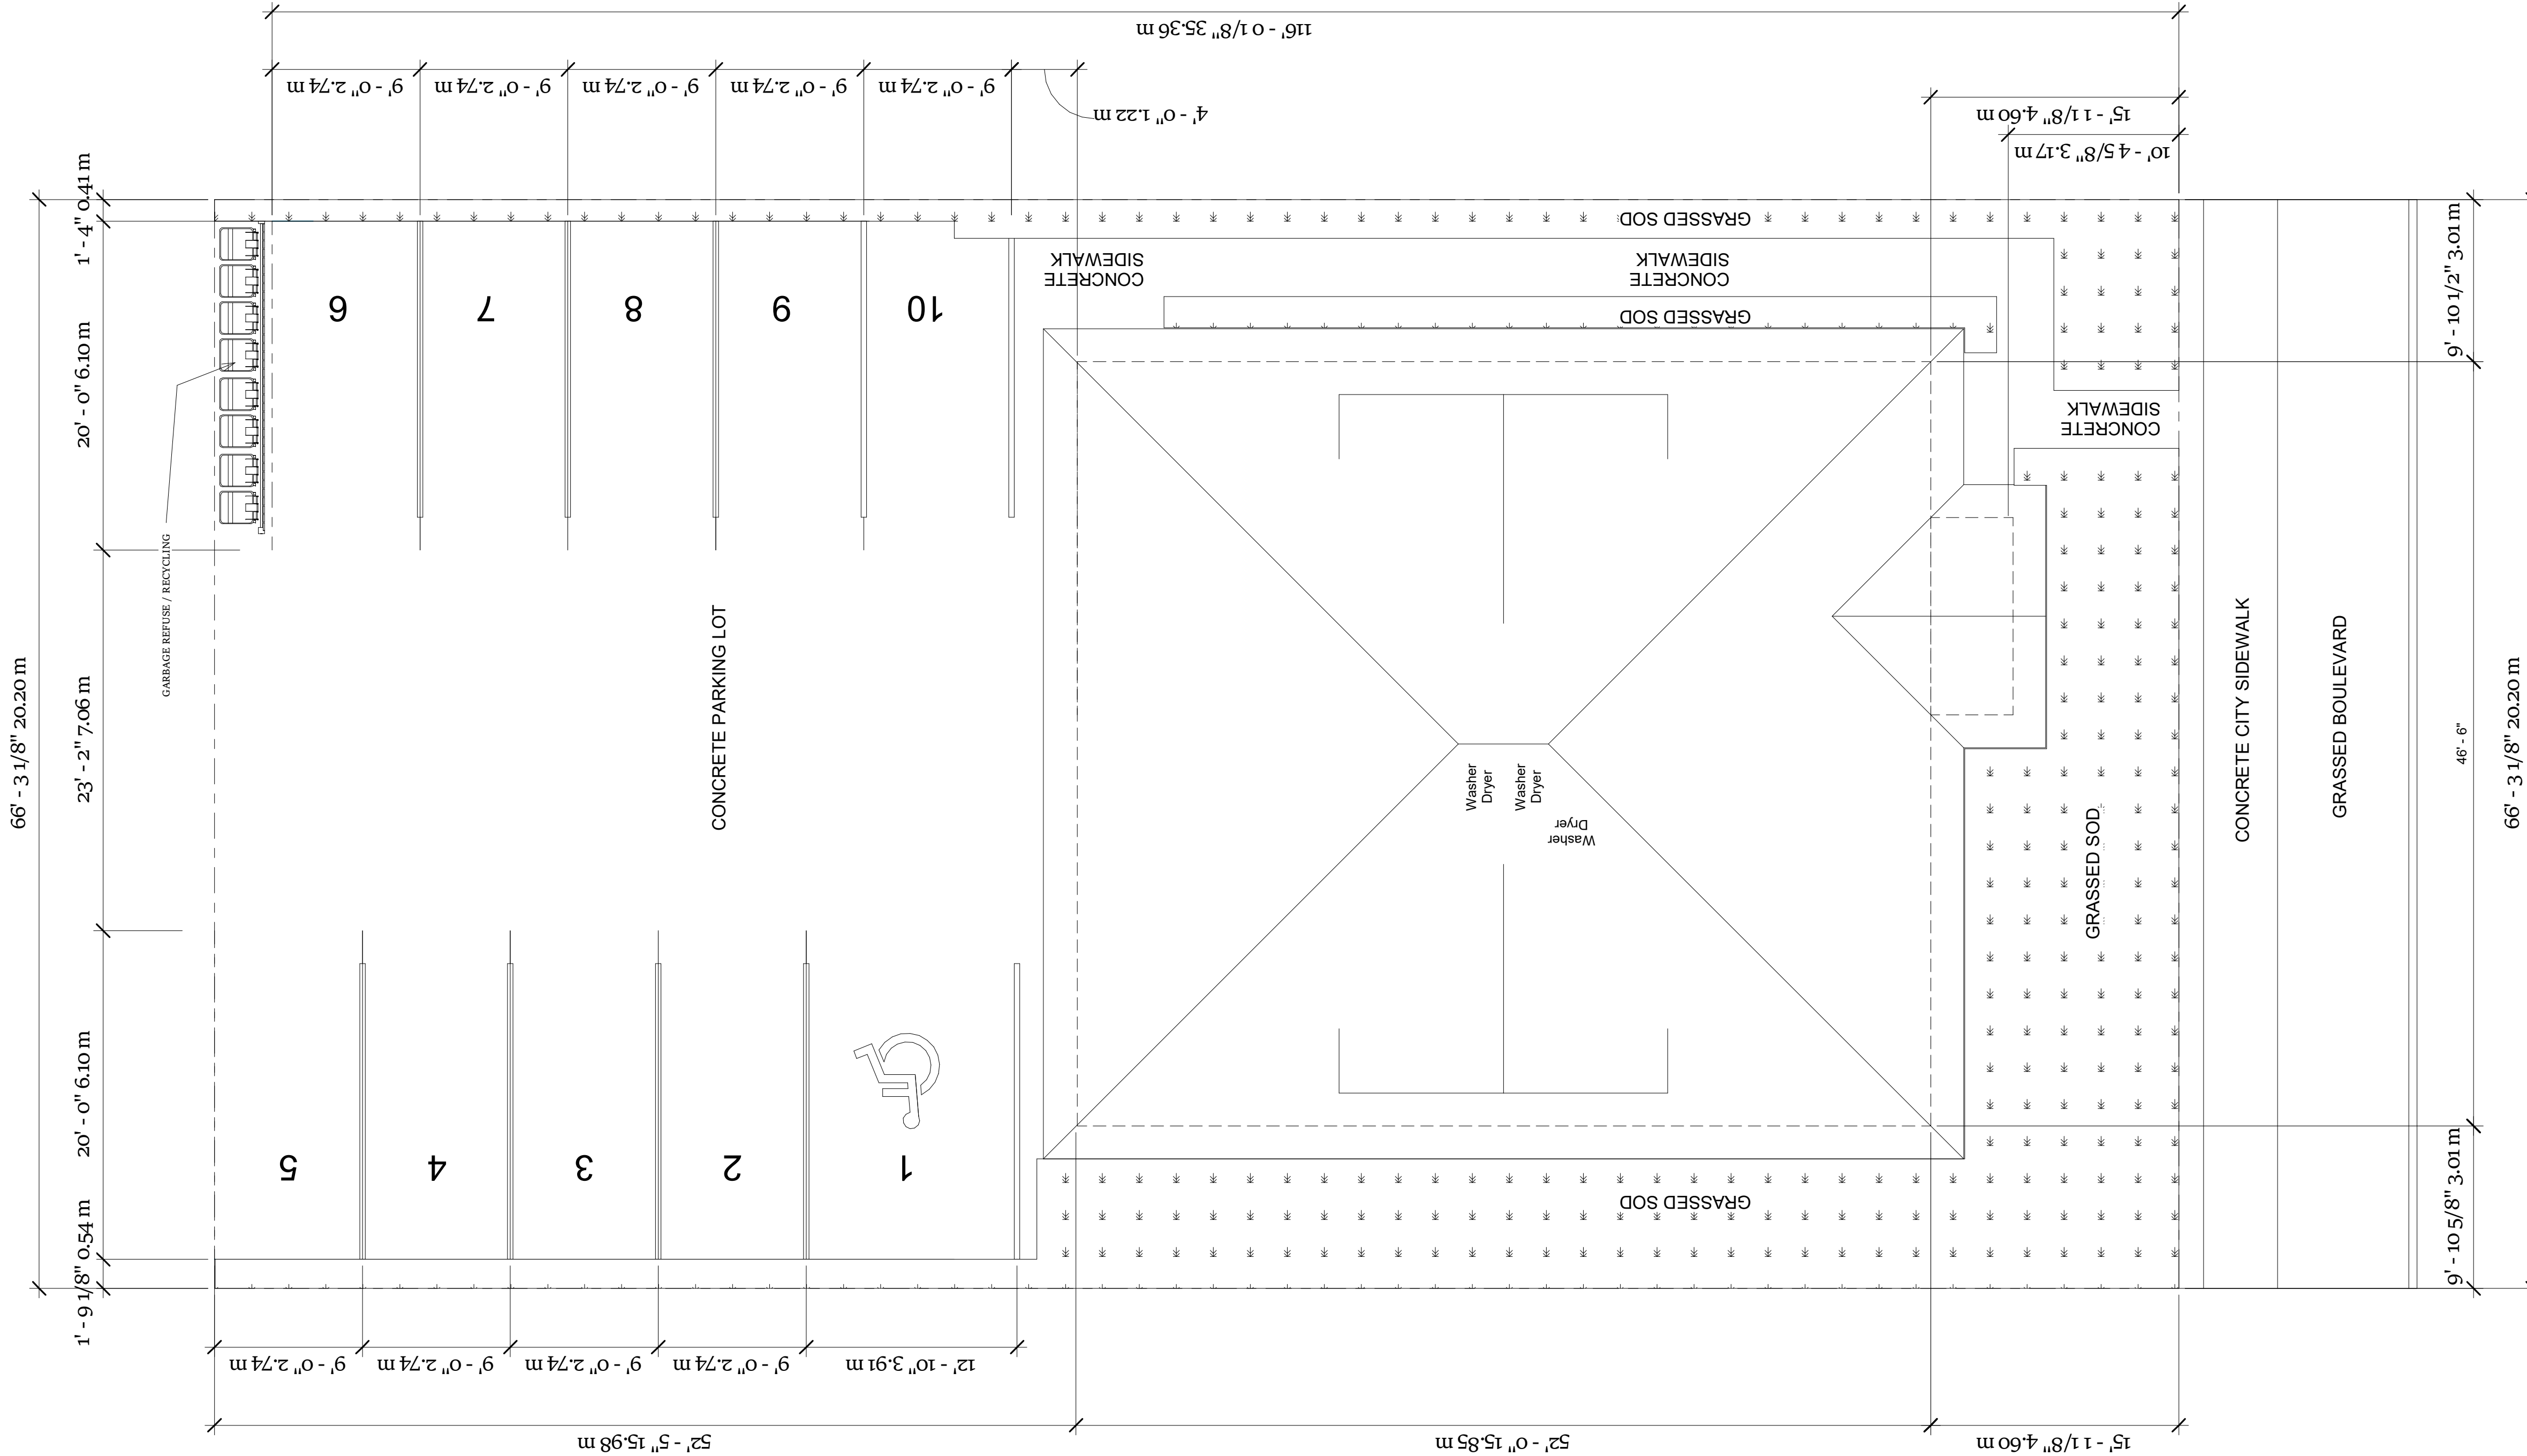 116' - 0 1/8" 35.36 m
9' - 0" 2.74 m
9' - 0" 2.74 m
9' - 0" 2.74 m
9' - 0" 2.74 m
9' - 0" 2.74 m
4' - 0" 1.22 m
15' - 1 1/8" 4.60 m
10' - 4 5/8" 3.17 m
1' - 4" 0.41 m
20' - 0" 6.10 m
23' - 2" 7.06 m
20' - 0" 6.10 m
1' - 9 1/8" 0.54 m
66' - 3 1/8" 20.20 m
GARBAGE REFUSE / RECYCLING
6
7
8
9
10
CONCRETE
SIDEWALK
GRASSED SOD
CONCRETE
SIDEWALK
GRASSED SOD
CONCRETE
SIDEWALK
CONCRETE PARKING LOT
Washer
Dryer
Washer
Dryer
Washer
Dryer
GRASSED SOD
CONCRETE CITY SIDEWALK
GRASSED BOULEVARD
9' - 10 1/2" 3.01 m
46' - 6"
9' - 10 5/8" 3.01 m
66' - 3 1/8" 20.20 m
5
4
3
2
1
GRASSED SOD
9' - 0" 2.74 m
9' - 0" 2.74 m
9' - 0" 2.74 m
9' - 0" 2.74 m
12' - 10" 3.91 m
52' - 5" 15.98 m
52' - 0" 15.85 m
15' - 1 1/8" 4.60 m